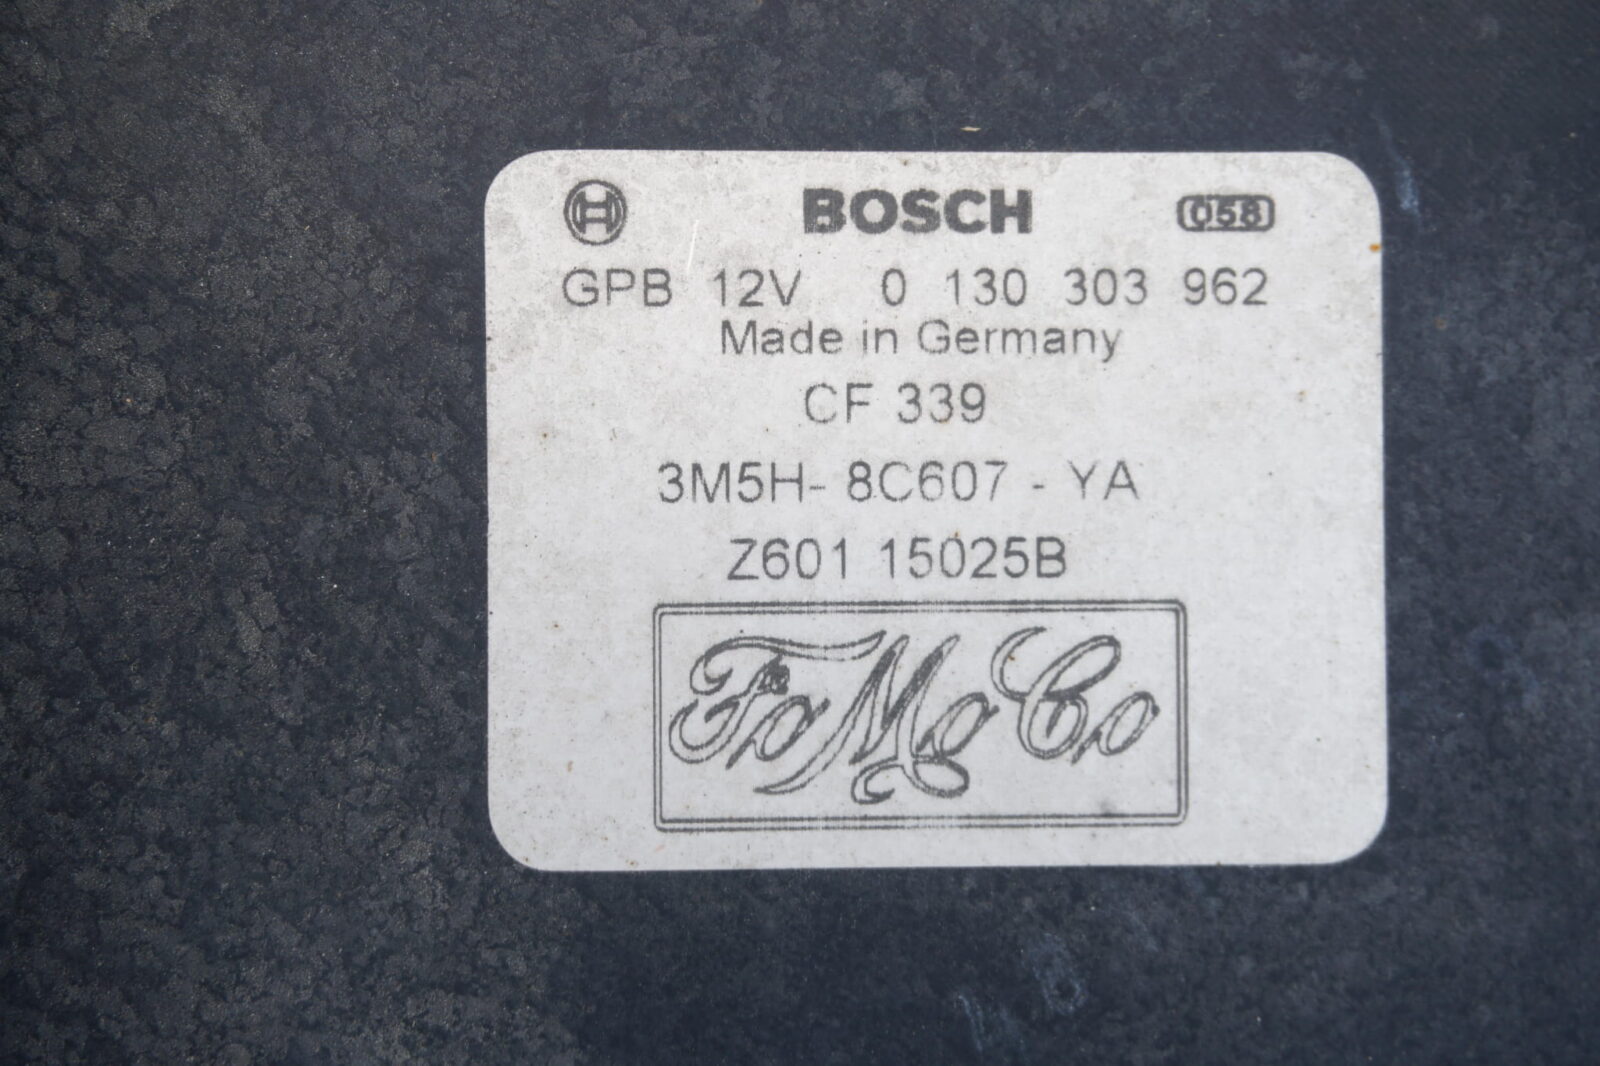 BOSCH 058
GPB 12V 0 130 303 962
Made in Germany
CF 339
3M5H- 8C607 - YA
Z601 15025B
FoMoCo